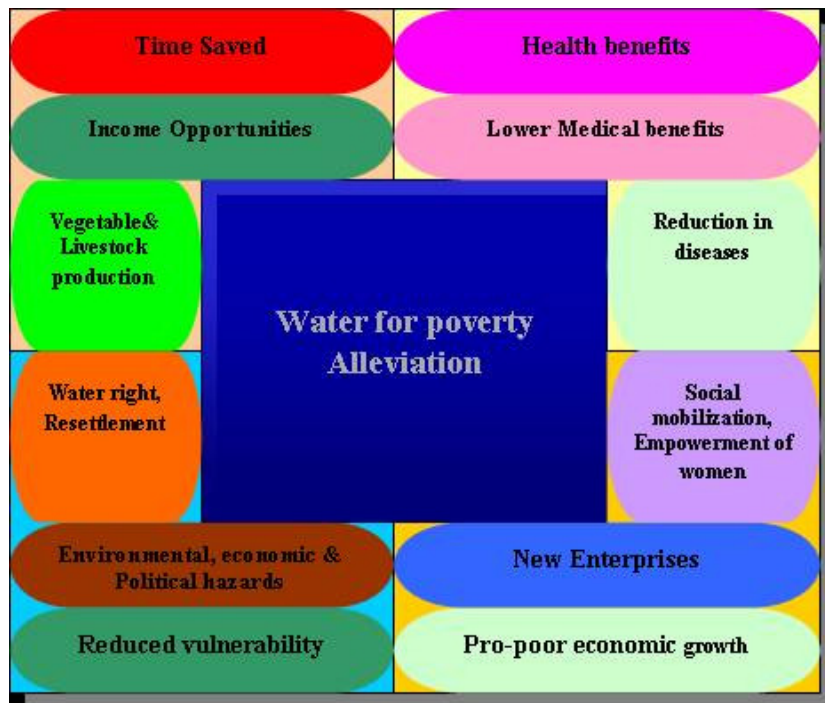 Time Saved
Health benefits
Income Opportunities
Lower Medical benefits
Vegetable&
Livestock
production
Reduction in
diseases
Water for poverty
Alleviation
Water right,
Resettlement
Social
mobilization,
Empowerment of
women
Environmental, economic &
Political hazards
New Enterprises
Reduced vulnerability
Pro-poor economic growth